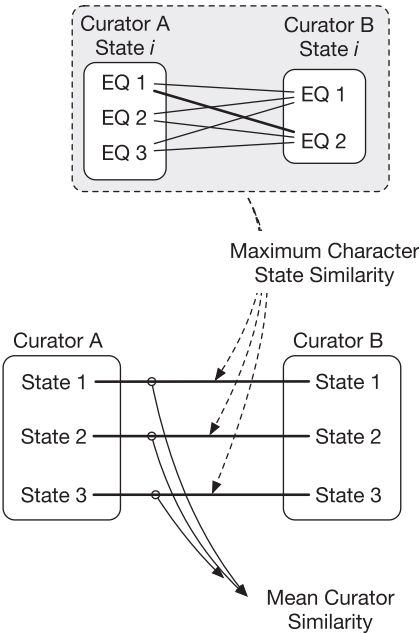 Curator A
State i
Curator B
State i
EQ 1
EQ 2
EQ 3
EQ 1
EQ 2
Maximum Character
State Similarity
Curator A
Curator B
State 1
State 1
State 2
State 2
State 3
State 3
Mean Curator
Similarity